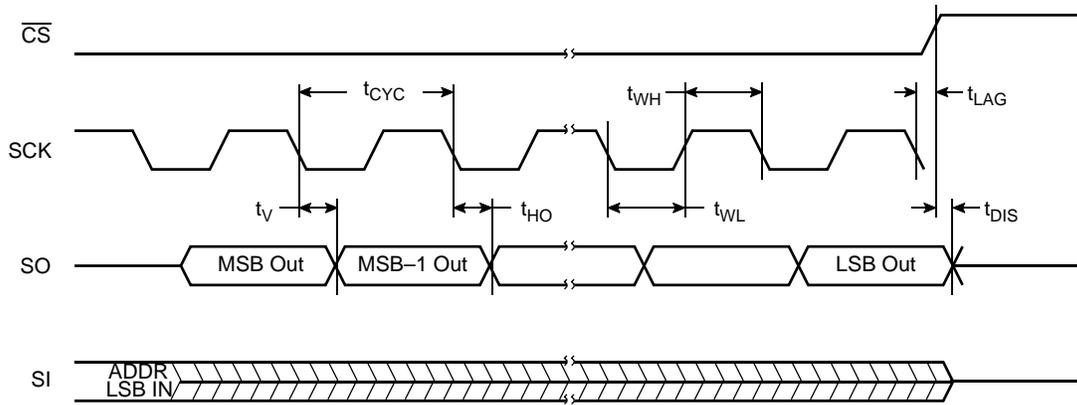 CS
tCYC
tWH
tLAG
SCK
tV
tHO
tWL
tDIS
SO
MSB Out
MSB–1 Out
LSB Out
SI
ADDR
LSB IN